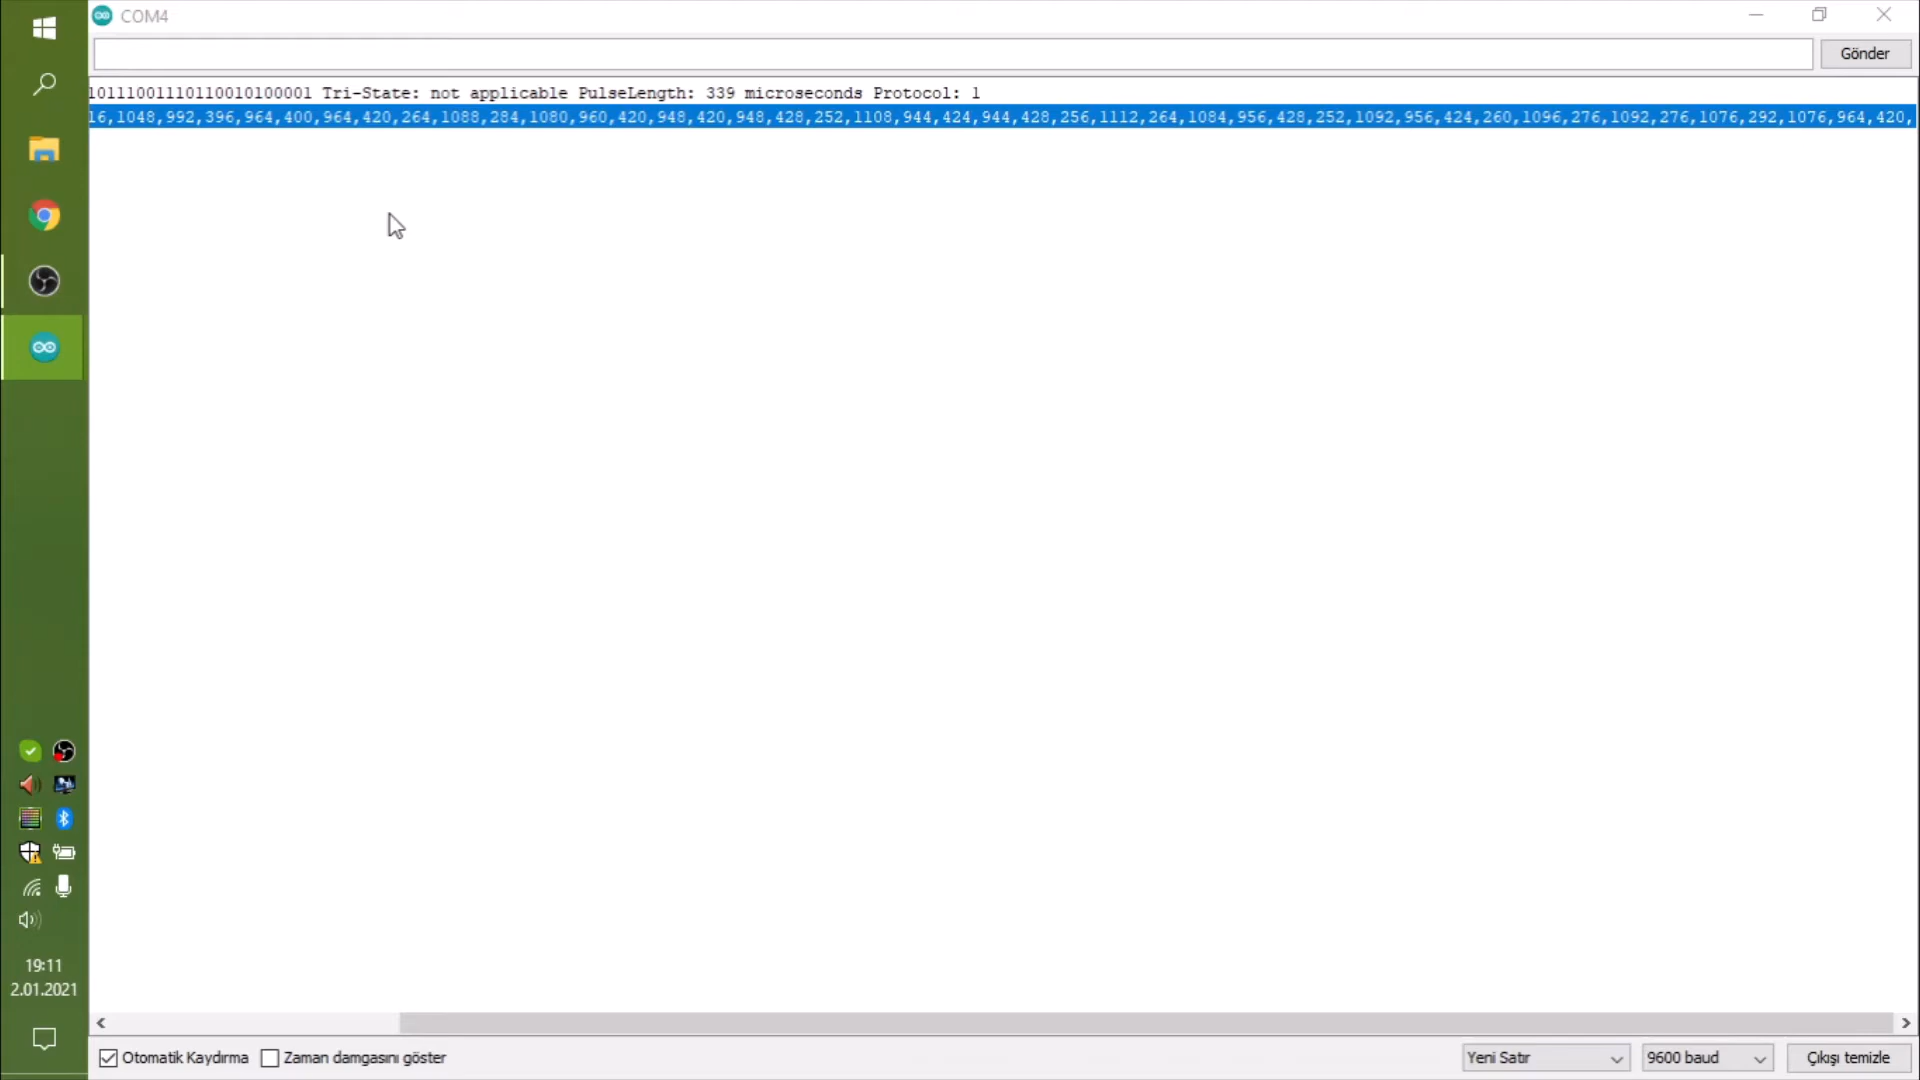 COM4
Gönder
10111001110110010100001 Tri-State: not applicable PulseLength: 339 microseconds Protocol: 1
16,1048,992,396,964,400,964,420,264,1088,284,1080,960,420,948,420,948,428,252,1108,944,424,944,428,256,1112,264,1084,956,428,252,1092,956,424,260,1096,276,1092,276,1076,292,1076,964,420,
19:11
2.01.2021
Otomatik Kaydırma Zaman damgasını göster Yeni Satır 9600 baud Çıkışı temizle